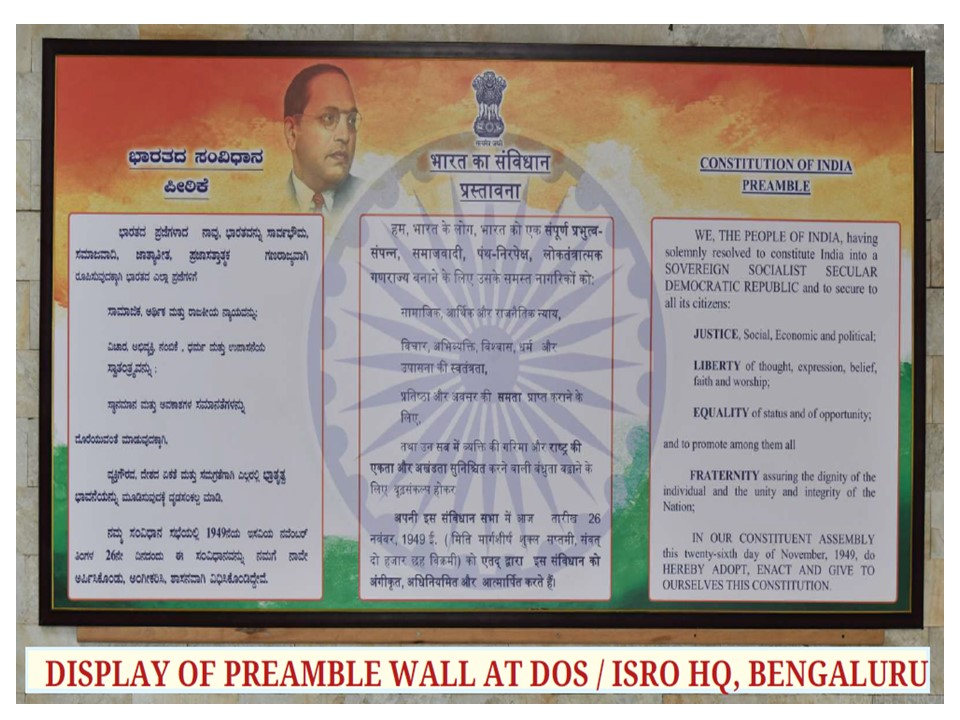 ಭಾರತದ ಸಂವಿಧಾನ
ಪೀಠಿಕೆ
ಭಾರತದ ಪ್ರಜೆಗಳಾದ ನಾವು, ಭಾರತವನ್ನು ಸಾರ್ವಭೌಮ,
ಸಮಾಜವಾದಿ, ಜಾತ್ಯಾತೀತ, ಪ್ರಜಾಸತ್ತಾತ್ಮಕ ಗಣರಾಜ್ಯವಾಗಿ
ರೂಪಿಸುವುದಕ್ಕಾಗಿ ಭಾರತದ ಎಲ್ಲಾ ಪ್ರಜೆಗಳಿಗೆ
ಸಾಮಾಜಿಕ, ಆರ್ಥಿಕ ಮತ್ತು ರಾಜಕೀಯ ನ್ಯಾಯವನ್ನು;
ವಿಚಾರ, ಅಭಿವ್ಯಕ್ತಿ, ನಂಬಿಕೆ , ಧರ್ಮ ಮತ್ತು ಉಪಾಸನೆಯ
ಸ್ವಾತಂತ್ರ್ಯವನ್ನು ;
ಸ್ಥಾನಮಾನ ಮತ್ತು ಅವಕಾಶಗಳ ಸಮಾನತೆಗಳನ್ನು
ದೊರೆಯುವಂತೆ ಮಾಡುವುದಕ್ಕಾಗಿ,
ವ್ಯಕ್ತಿಗೌರವ, ದೇಶದ ಏಕತೆ ಮತ್ತು ಸಮಗ್ರತೆಗಾಗಿ ಎಲ್ಲರಲ್ಲಿ ಭ್ರಾತೃತ್ವ
ಭಾವನೆಯನ್ನು ಮೂಡಿಸುವುದಕ್ಕೆ ದೃಢಸಂಕಲ್ಪ ಮಾಡಿ,
ನಮ್ಮ ಸಂವಿಧಾನ ಸಭೆಯಲ್ಲಿ 1949ನೆಯ ಇಸವಿಯ ನವೆಂಬರ್
ತಿಂಗಳ 26ನೇ ದಿನದಂದು ಈ ಸಂವಿಧಾನವನ್ನು ನಮಗೆ ನಾವೇ
ಅರ್ಪಿಸಿಕೊಂಡು, ಅಂಗೀಕರಿಸಿ, ಶಾಸನವಾಗಿ ವಿಧಿಸಿಕೊಂಡಿದ್ದೇವೆ.
सत्यमेव जयते
भारत का संविधान
प्रस्तावना
हम, भारत के लोग, भारत को एक संपूर्ण प्रभुत्व-
संपन्न, समाजवादी, पंथ-निरपेक्ष, लोकतंत्रात्मक
गणराज्य बनाने के लिए उसके समस्त नागरिकों को:
सामाजिक, आर्थिक और राजनैतिक न्याय,
विचार, अभिव्यक्ति, विश्वास, धर्म और
उपासना की स्वतंत्रता,
प्रतिष्ठा और अवसर की समता प्राप्त कराने के
लिए,
तथा उन सब में व्यक्ति की गरिमा और राष्ट्र की
एकता और अखंडता सुनिश्चित करने वाली बंधुता बढ़ाने के
लिए दृढ़संकल्प होकर
अपनी इस संविधान सभा में आज तारीख 26
नवंबर, 1949 ई. ( मिति मार्गशीर्ष शुक्ल सप्तमी, संवत्
दो हजार छह विक्रमी) को एतद् द्वारा इस संविधान को
अंगीकृत, अधिनियमित और आत्मार्पित करते हैं।
CONSTITUTION OF INDIA
PREAMBLE
WE, THE PEOPLE OF INDIA, having
solemnly resolved to constitute India into a
SOVEREIGN SOCIALIST SECULAR
DEMOCRATIC REPUBLIC and to secure to
all its citizens:
JUSTICE, Social, Economic and political;
LIBERTY of thought, expression, belief,
faith and worship;
EQUALITY of status and of opportunity;
and to promote among them all
FRATERNITY assuring the dignity of the
individual and the unity and integrity of the
Nation;
IN OUR CONSTITUENT ASSEMBLY
this twenty-sixth day of November, 1949, do
HEREBY ADOPT, ENACT AND GIVE TO
OURSELVES THIS CONSTITUTION.
DISPLAY OF PREAMBLE WALL AT DOS / ISRO HQ, BENGALURU